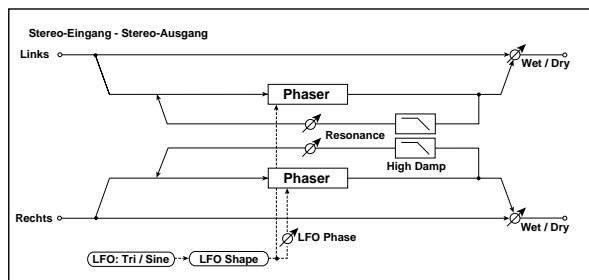 Stereo-Eingang - Stereo-Ausgang
Links
Wet / Dry
Phaser
Resonance
High Damp
Phaser
Rechts
Wet / Dry
LFO Phase
LFO: Tri / Sine
LFO Shape